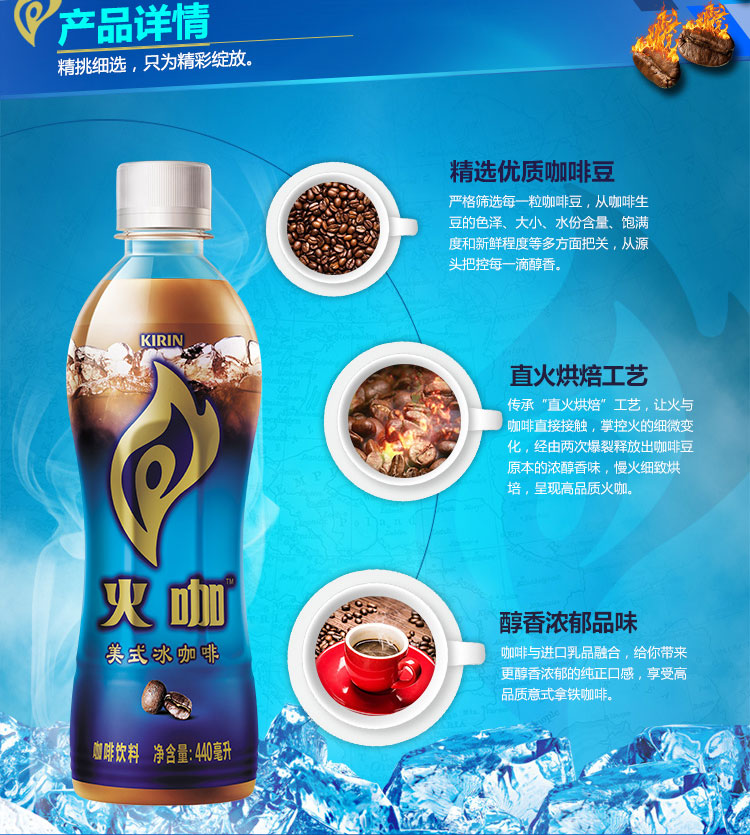 产品详情
精挑细选，只为精彩绽放。
精选优质咖啡豆
严格筛选每一粒咖啡豆，从咖啡生
豆的色泽、大小、水份含量、饱满
度和新鲜程度等多方面把关，从源
头把控每一滴醇香。
直火烘焙工艺
传承“直火烘焙”工艺，让火与
咖啡直接接触，掌控火的细微变
化，经由两次爆裂释放出咖啡豆
原本的浓醇香味，慢火细致烘
焙，呈现高品质火咖。
醇香浓郁品味
咖啡与进口乳品融合，给你带来
更醇香浓郁的纯正口感，享受高
品质意式拿铁咖啡。
KIRIN
火咖™
美式冰咖啡
咖啡饮料 净含量：440毫升